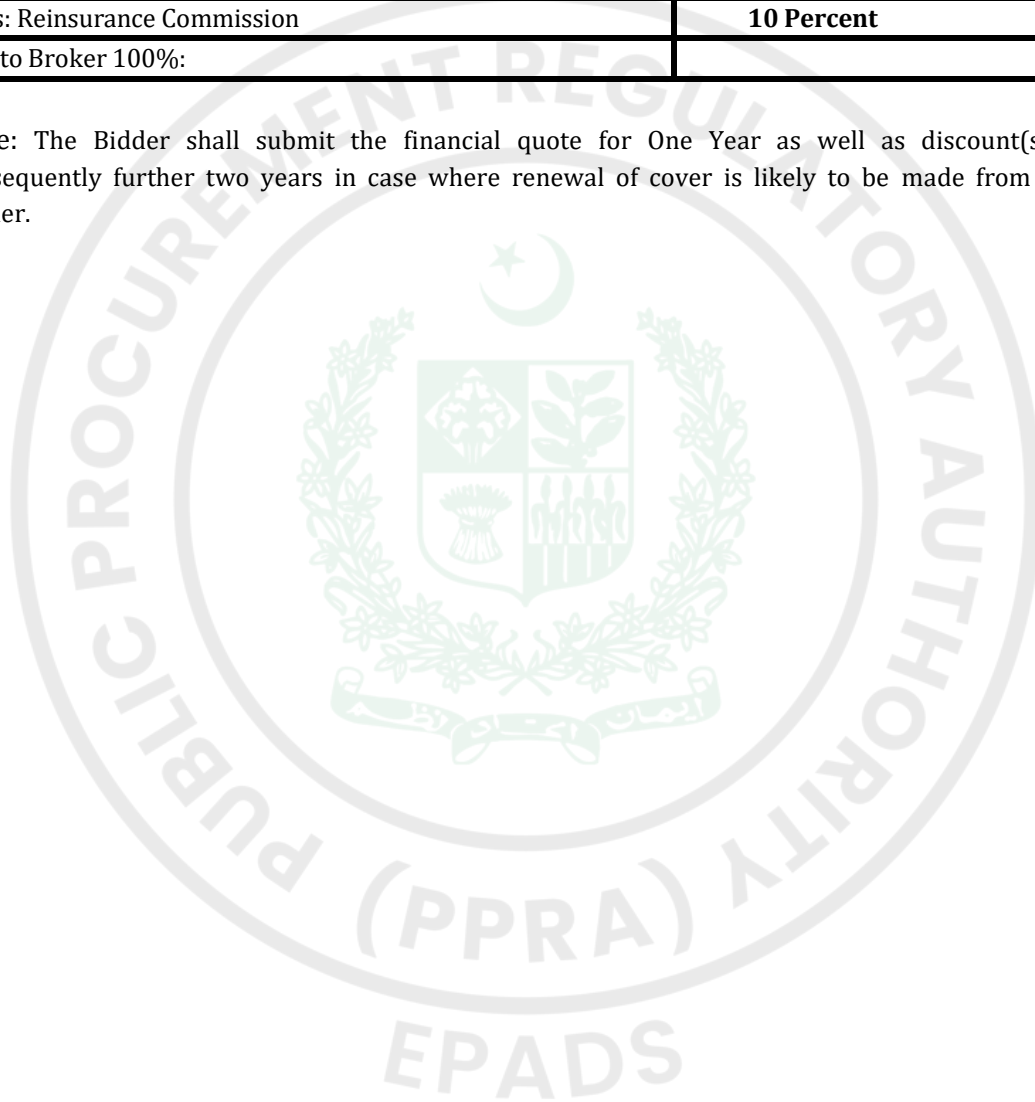 s: Reinsurance Commission 10 Percent
to Broker 100%:
e: The Bidder shall submit the financial quote for One Year as well as discount(s
sequently further two years in case where renewal of cover is likely to be made from
er.
PUBLIC PROCUREMENT REGULATORY AUTHORITY
(PPRA)
EPADS